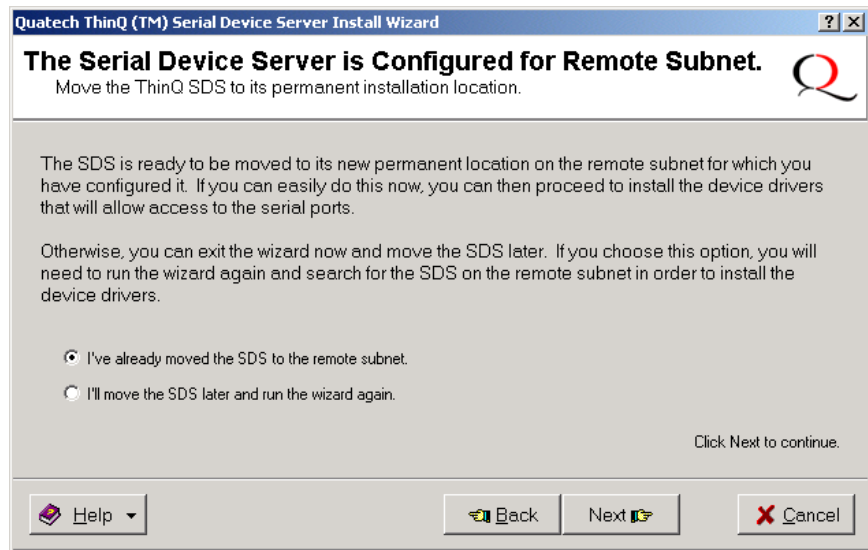 Quatech ThinQ (TM) Serial Device Server Install Wizard
The Serial Device Server is Configured for Remote Subnet.
Move the ThinQ SDS to its permanent installation location.
The SDS is ready to be moved to its new permanent location on the remote subnet for which you
have configured it. If you can easily do this now, you can then proceed to install the device drivers
that will allow access to the serial ports.
Otherwise, you can exit the wizard now and move the SDS later. If you choose this option, you will
need to run the wizard again and search for the SDS on the remote subnet in order to install the
device drivers.
I've already moved the SDS to the remote subnet.
I'll move the SDS later and run the wizard again.
Click Next to continue.
Help
Back
Next
Cancel